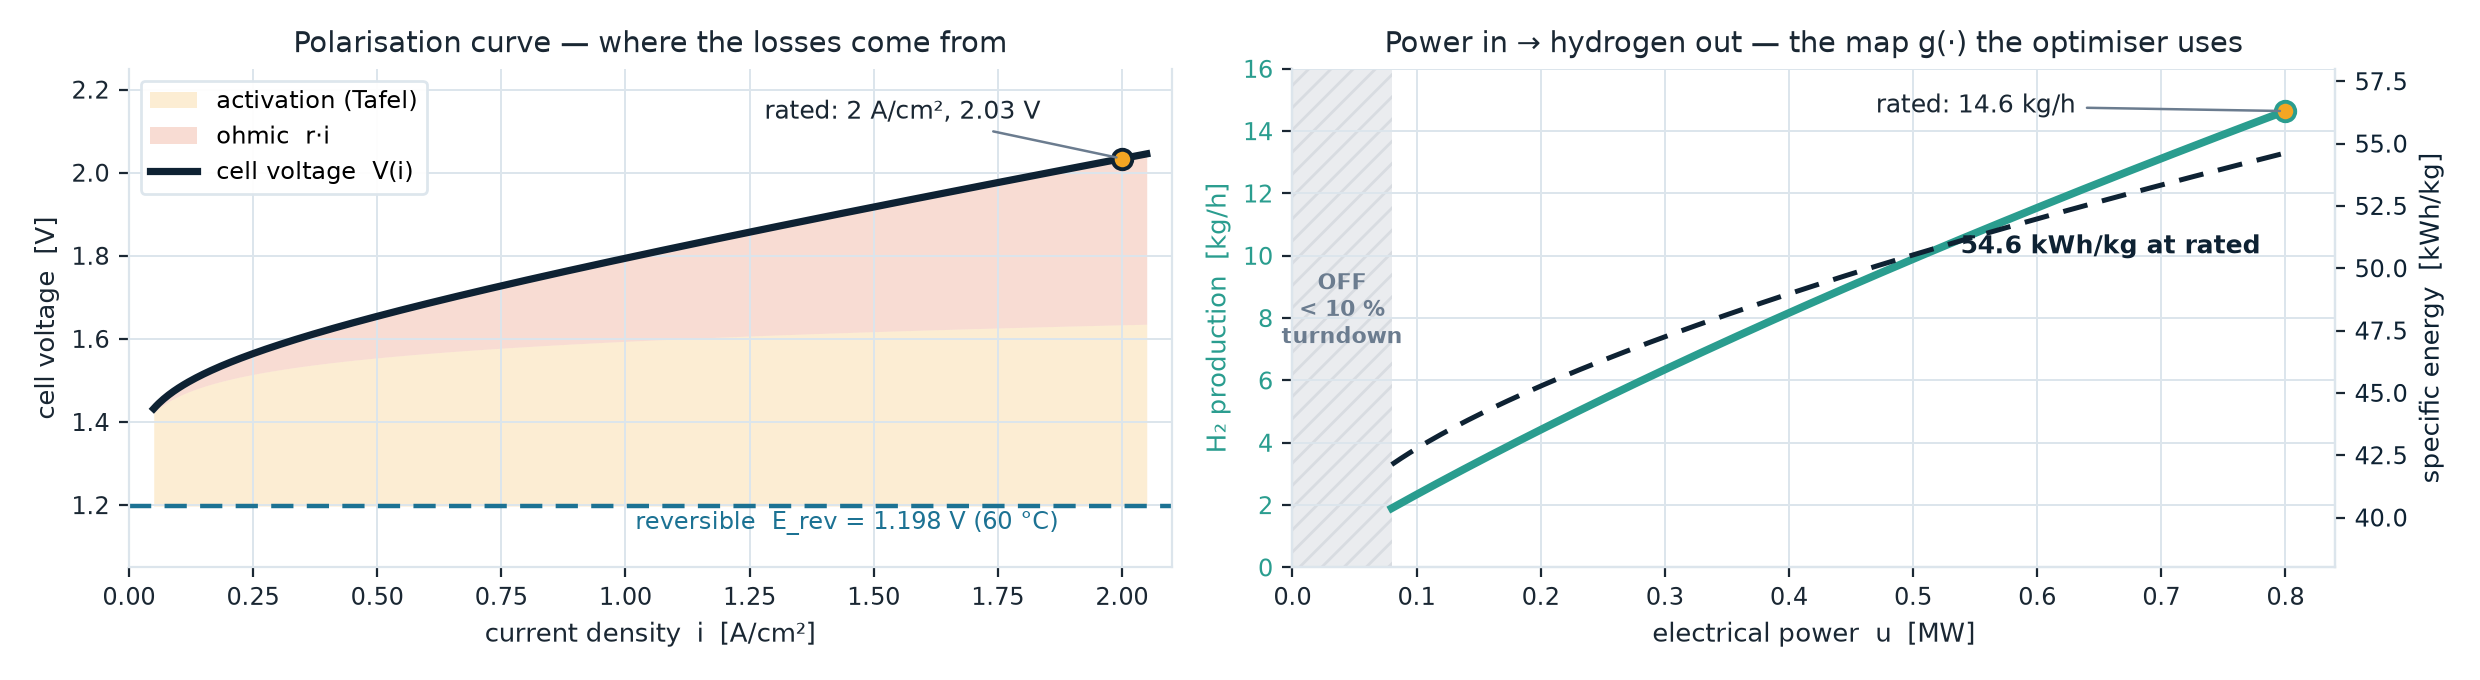 Polarisation curve — where the losses come from
activation (Tafel)
ohmic r·i
cell voltage V(i)
rated: 2 A/cm², 2.03 V
reversible E_rev = 1.198 V (60 °C)
2.2
2.0
1.8
1.6
1.4
1.2
cell voltage [V]
0.00 0.25 0.50 0.75 1.00 1.25 1.50 1.75 2.00
current density i [A/cm²]
Power in → hydrogen out — the map g(·) the optimiser uses
16
14
12
10
8
6
4
2
0
H₂ production [kg/h]
rated: 14.6 kg/h
54.6 kWh/kg at rated
OFF
< 10 %
turndown
57.5
55.0
52.5
50.0
47.5
45.0
42.5
40.0
specific energy [kWh/kg]
0.0 0.1 0.2 0.3 0.4 0.5 0.6 0.7 0.8
electrical power u [MW]